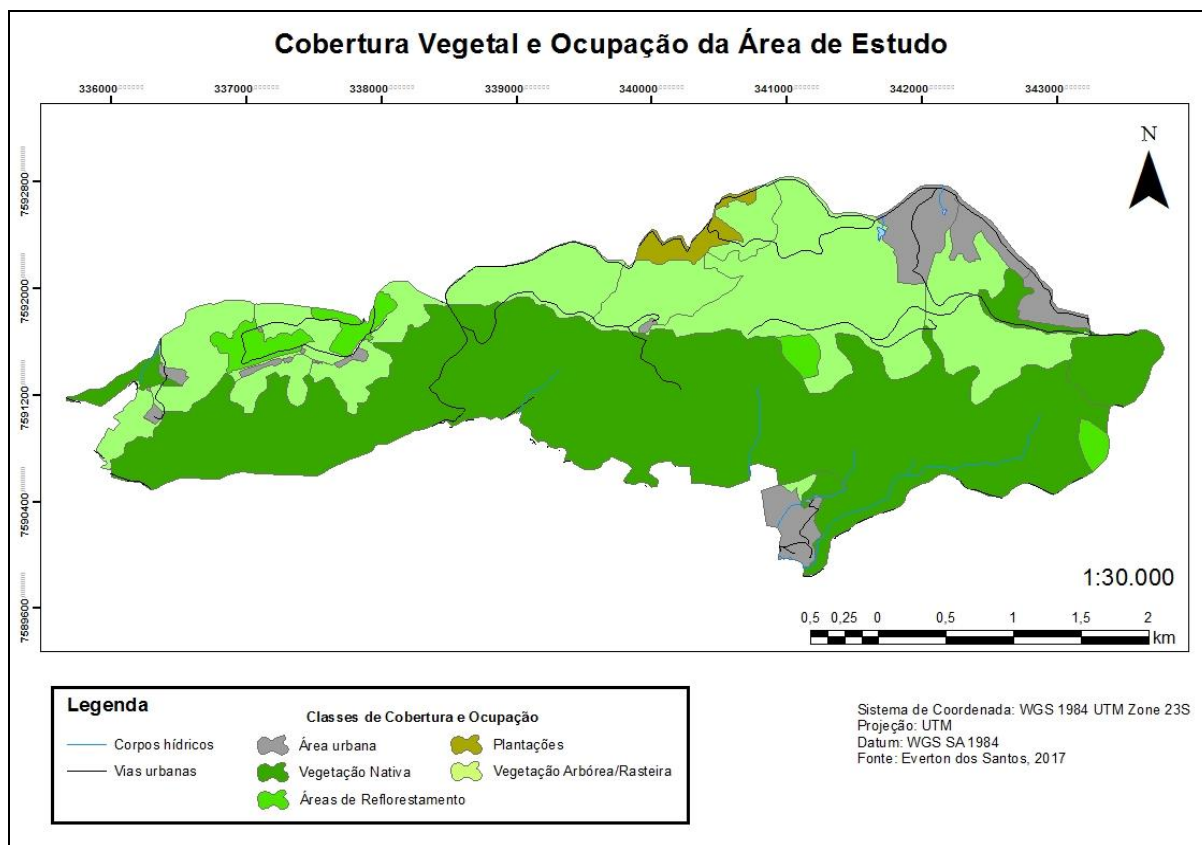 Cobertura Vegetal e Ocupação da Área de Estudo
336000 337000 338000 339000 340000 341000 342000 343000
N
7592800
7592000
7591200
7590400
7589600
1:30.000
0,5 0,25 0 0,5 1 1,5 2
km
Legenda
Classes de Cobertura e Ocupação
Corpos hídricos
Vias urbanas
Área urbana
Vegetação Nativa
Áreas de Reflorestamento
Plantações
Vegetação Arbórea/Rasteira
Sistema de Coordenada: WGS 1984 UTM Zone 23S
Projeção: UTM
Datum: WGS SA 1984
Fonte: Everton dos Santos, 2017